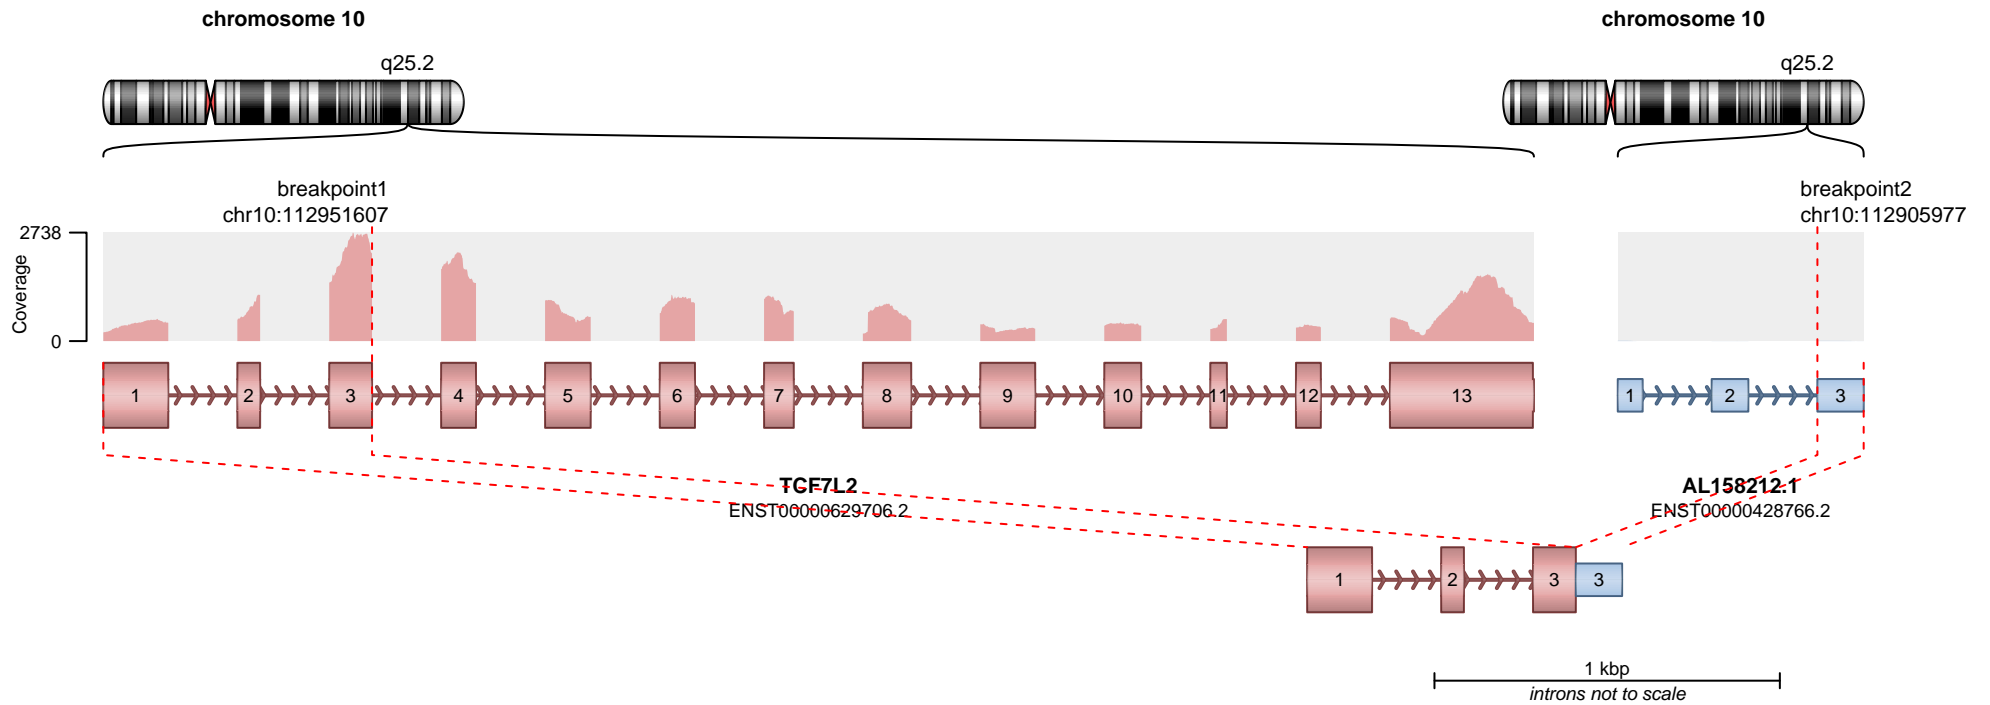 chromosome 10
chromosome 10
q25.2
q25.2
breakpoint1
chr10:112951607
breakpoint2
chr10:112905977
2738
Coverage
0
1 2 3 4 5 6 7 8 9 10 11 12 13
1 2 3
TCF7L2
ENST00000629706.2
AL158212.1
ENST00000428766.2
1 2 3 3
1 kbp
introns not to scale